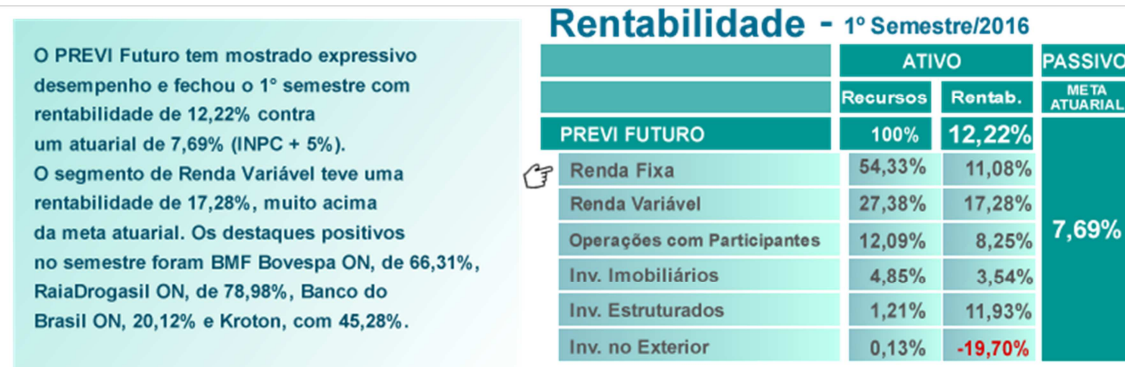 O PREVI Futuro tem mostrado expressivo
desempenho e fechou o 1° semestre com
rentabilidade de 12,22% contra
um atuarial de 7,69% (INPC + 5%).
O segmento de Renda Variável teve uma
rentabilidade de 17,28%, muito acima
da meta atuarial. Os destaques positivos
no semestre foram BMF Bovespa ON, de 66,31%,
RaiaDrogasil ON, de 78,98%, Banco do
Brasil ON, 20,12% e Kroton, com 45,28%.
Rentabilidade - 1º Semestre/2016
ATIVO PASSIVO
Recursos Rentab. META ATUARIAL
PREVI FUTURO 100% 12,22%
Renda Fixa 54,33% 11,08%
Renda Variável 27,38% 17,28%
7,69%
Operações com Participantes 12,09% 8,25%
Inv. Imobiliários 4,85% 3,54%
Inv. Estruturados 1,21% 11,93%
Inv. no Exterior 0,13% -19,70%